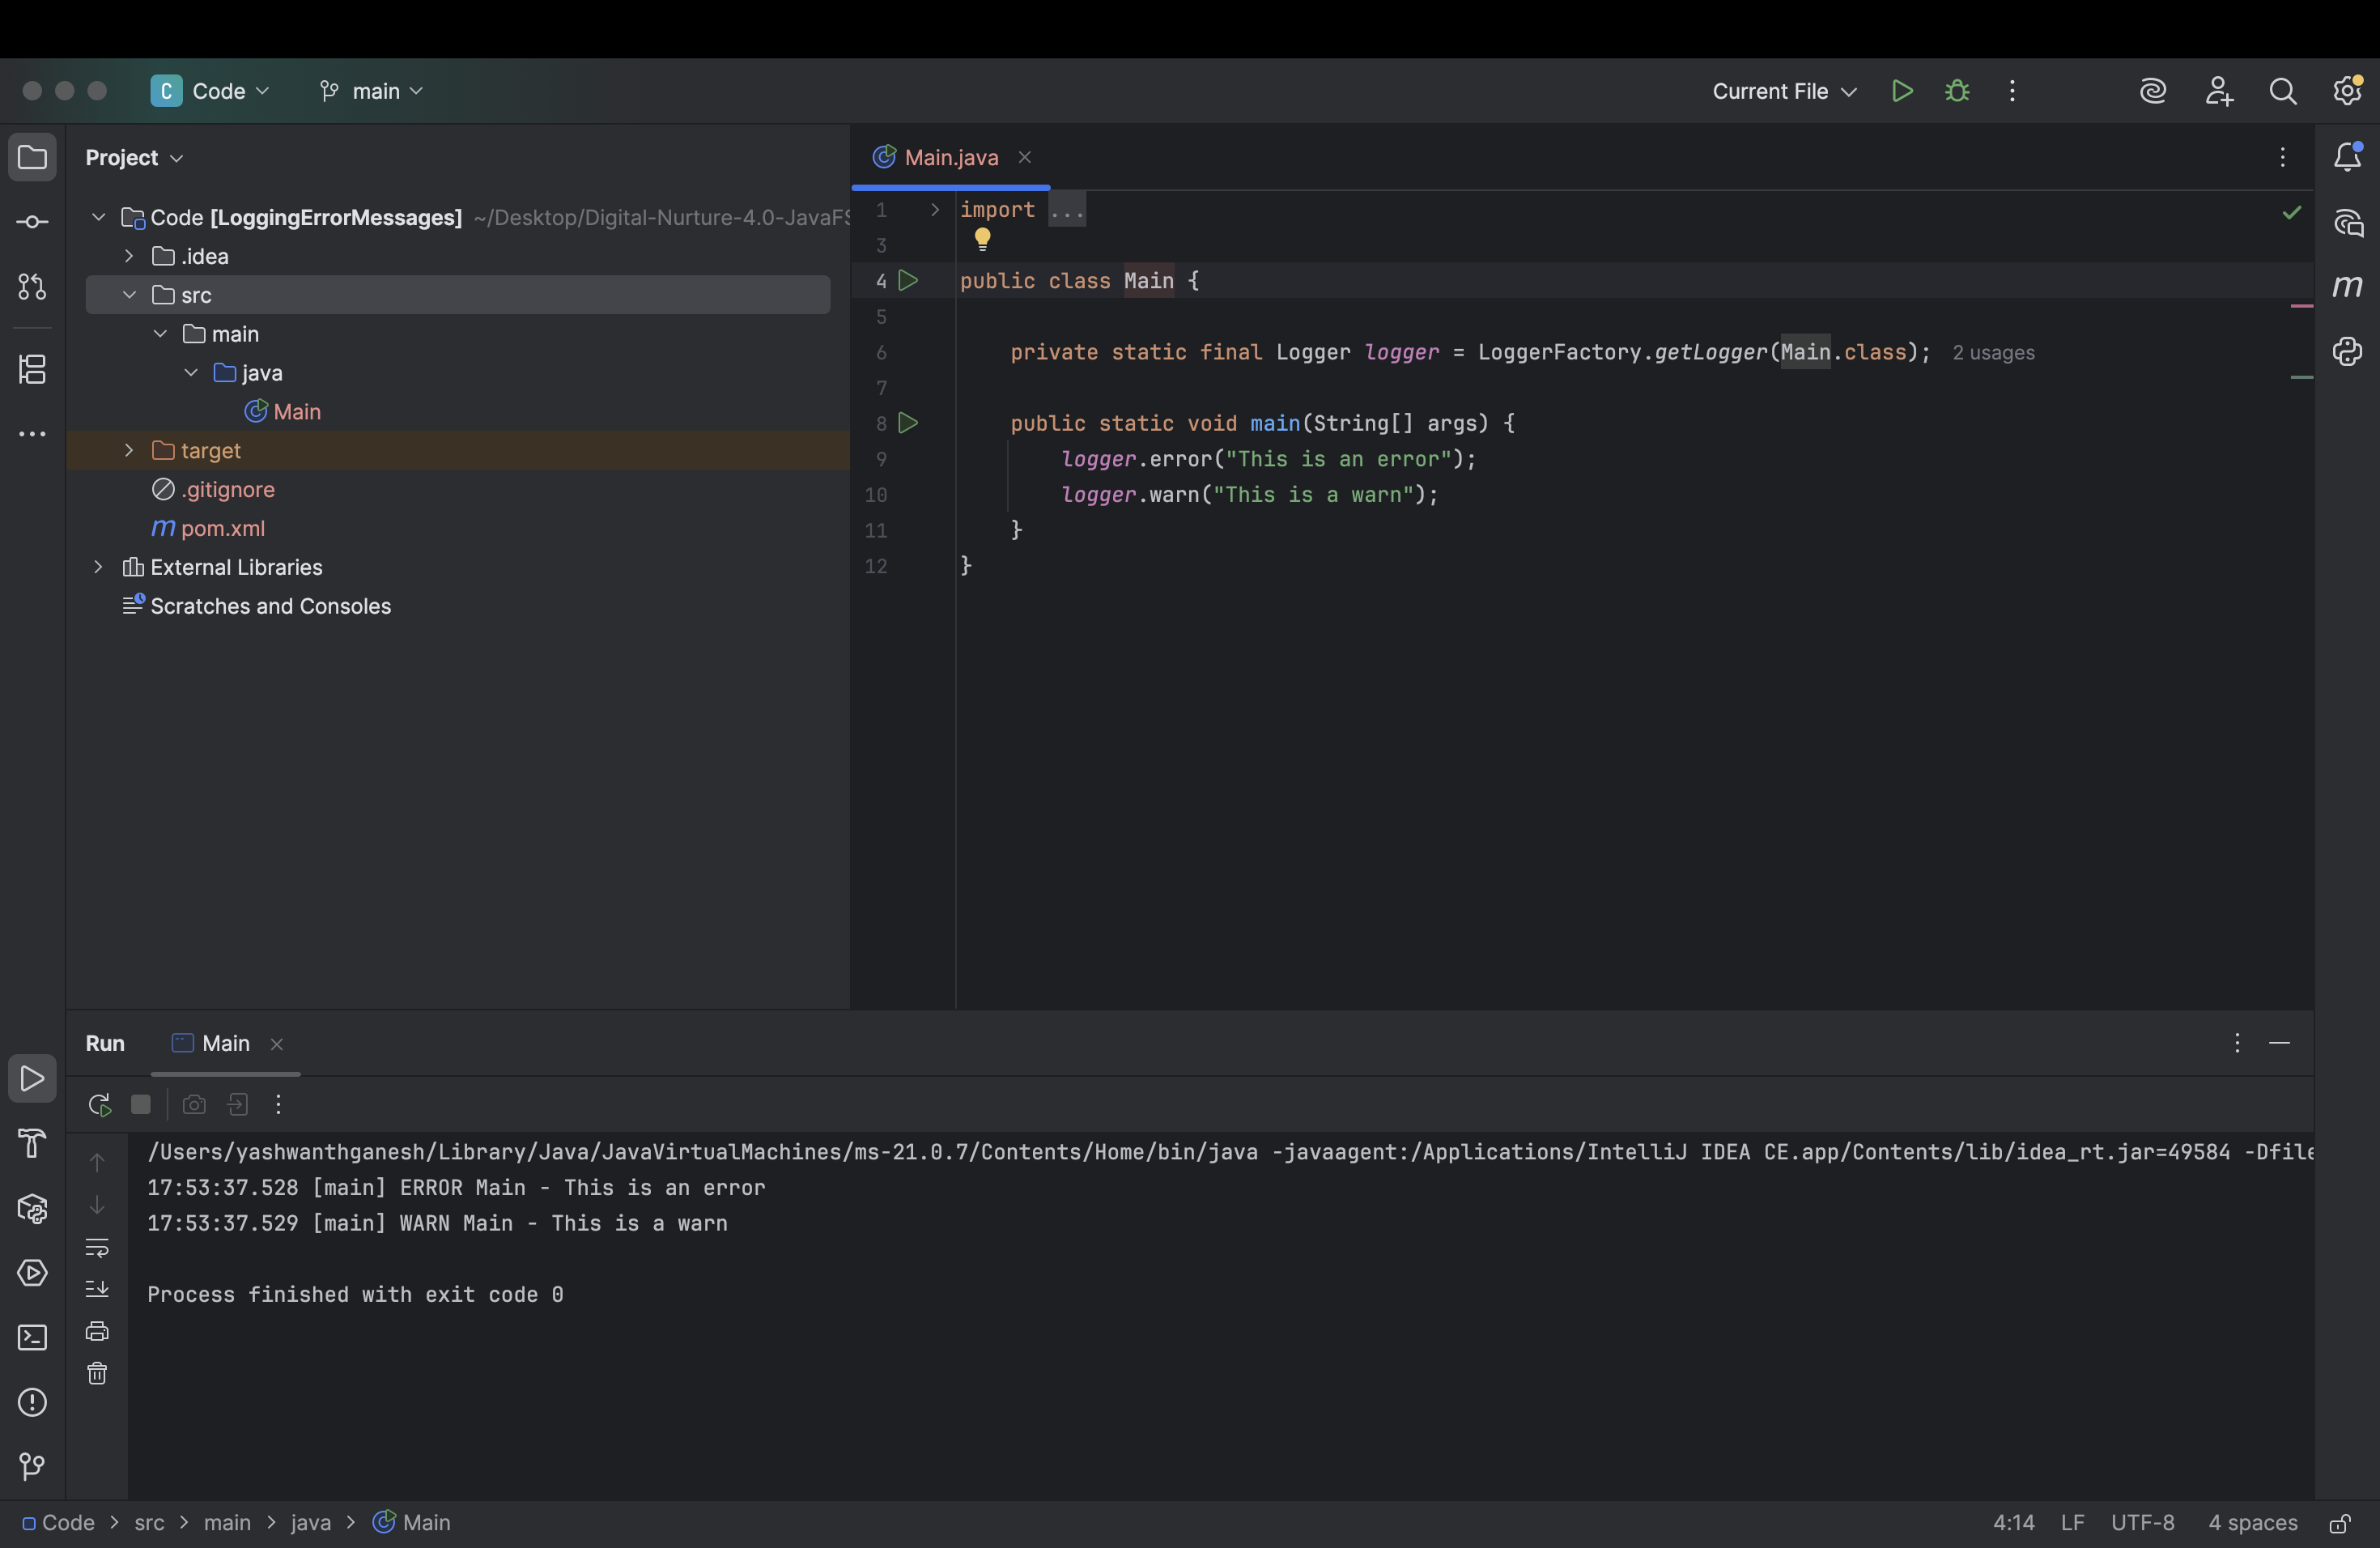 C Code main Current File
Project
Code [LoggingErrorMessages] ~/Desktop/Digital-Nurture-4.0-JavaFS
.idea
src
main
java
Main
target
.gitignore
m pom.xml
External Libraries
Scratches and Consoles
Main.java
1 import ...
3
4 public class Main {
5
6 private static final Logger logger = LoggerFactory.getLogger(Main.class); 2 usages
7
8 public static void main(String[] args) {
9 logger.error("This is an error");
10 logger.warn("This is a warn");
11 }
12 }
m
Run Main
/Users/yashwanthganesh/Library/Java/JavaVirtualMachines/ms-21.0.7/Contents/Home/bin/java -javaagent:/Applications/IntelliJ IDEA CE.app/Contents/lib/idea_rt.jar=49584 -Dfile
17:53:37.528 [main] ERROR Main - This is an error
17:53:37.529 [main] WARN Main - This is a warn
Process finished with exit code 0
Code > src > main > java > Main 4:14 LF UTF-8 4 spaces